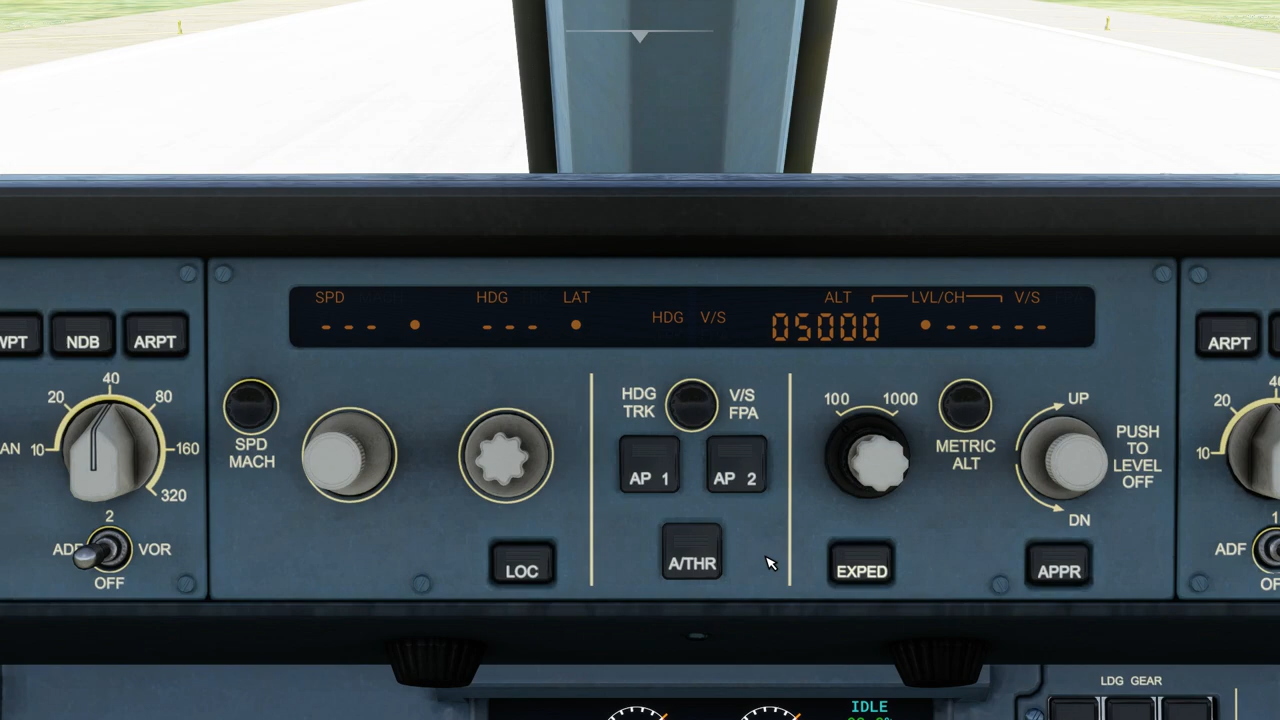 SPD
HDG
LAT
HDG V/S
ALT
LVL/CH
V/S
- - -
- - -
05000
- - - - -
WPT
NDB
ARPT
ARPT
10
20
40
80
160
320
ADF
2
VOR
OFF
SPD
MACH
LOC
HDG
TRK
V/S
FPA
AP 1
AP 2
A/THR
100
1000
METRIC
ALT
UP
DN
PUSH
TO
LEVEL
OFF
EXPED
APPR
10
20
ADF
1
LDG GEAR
IDLE